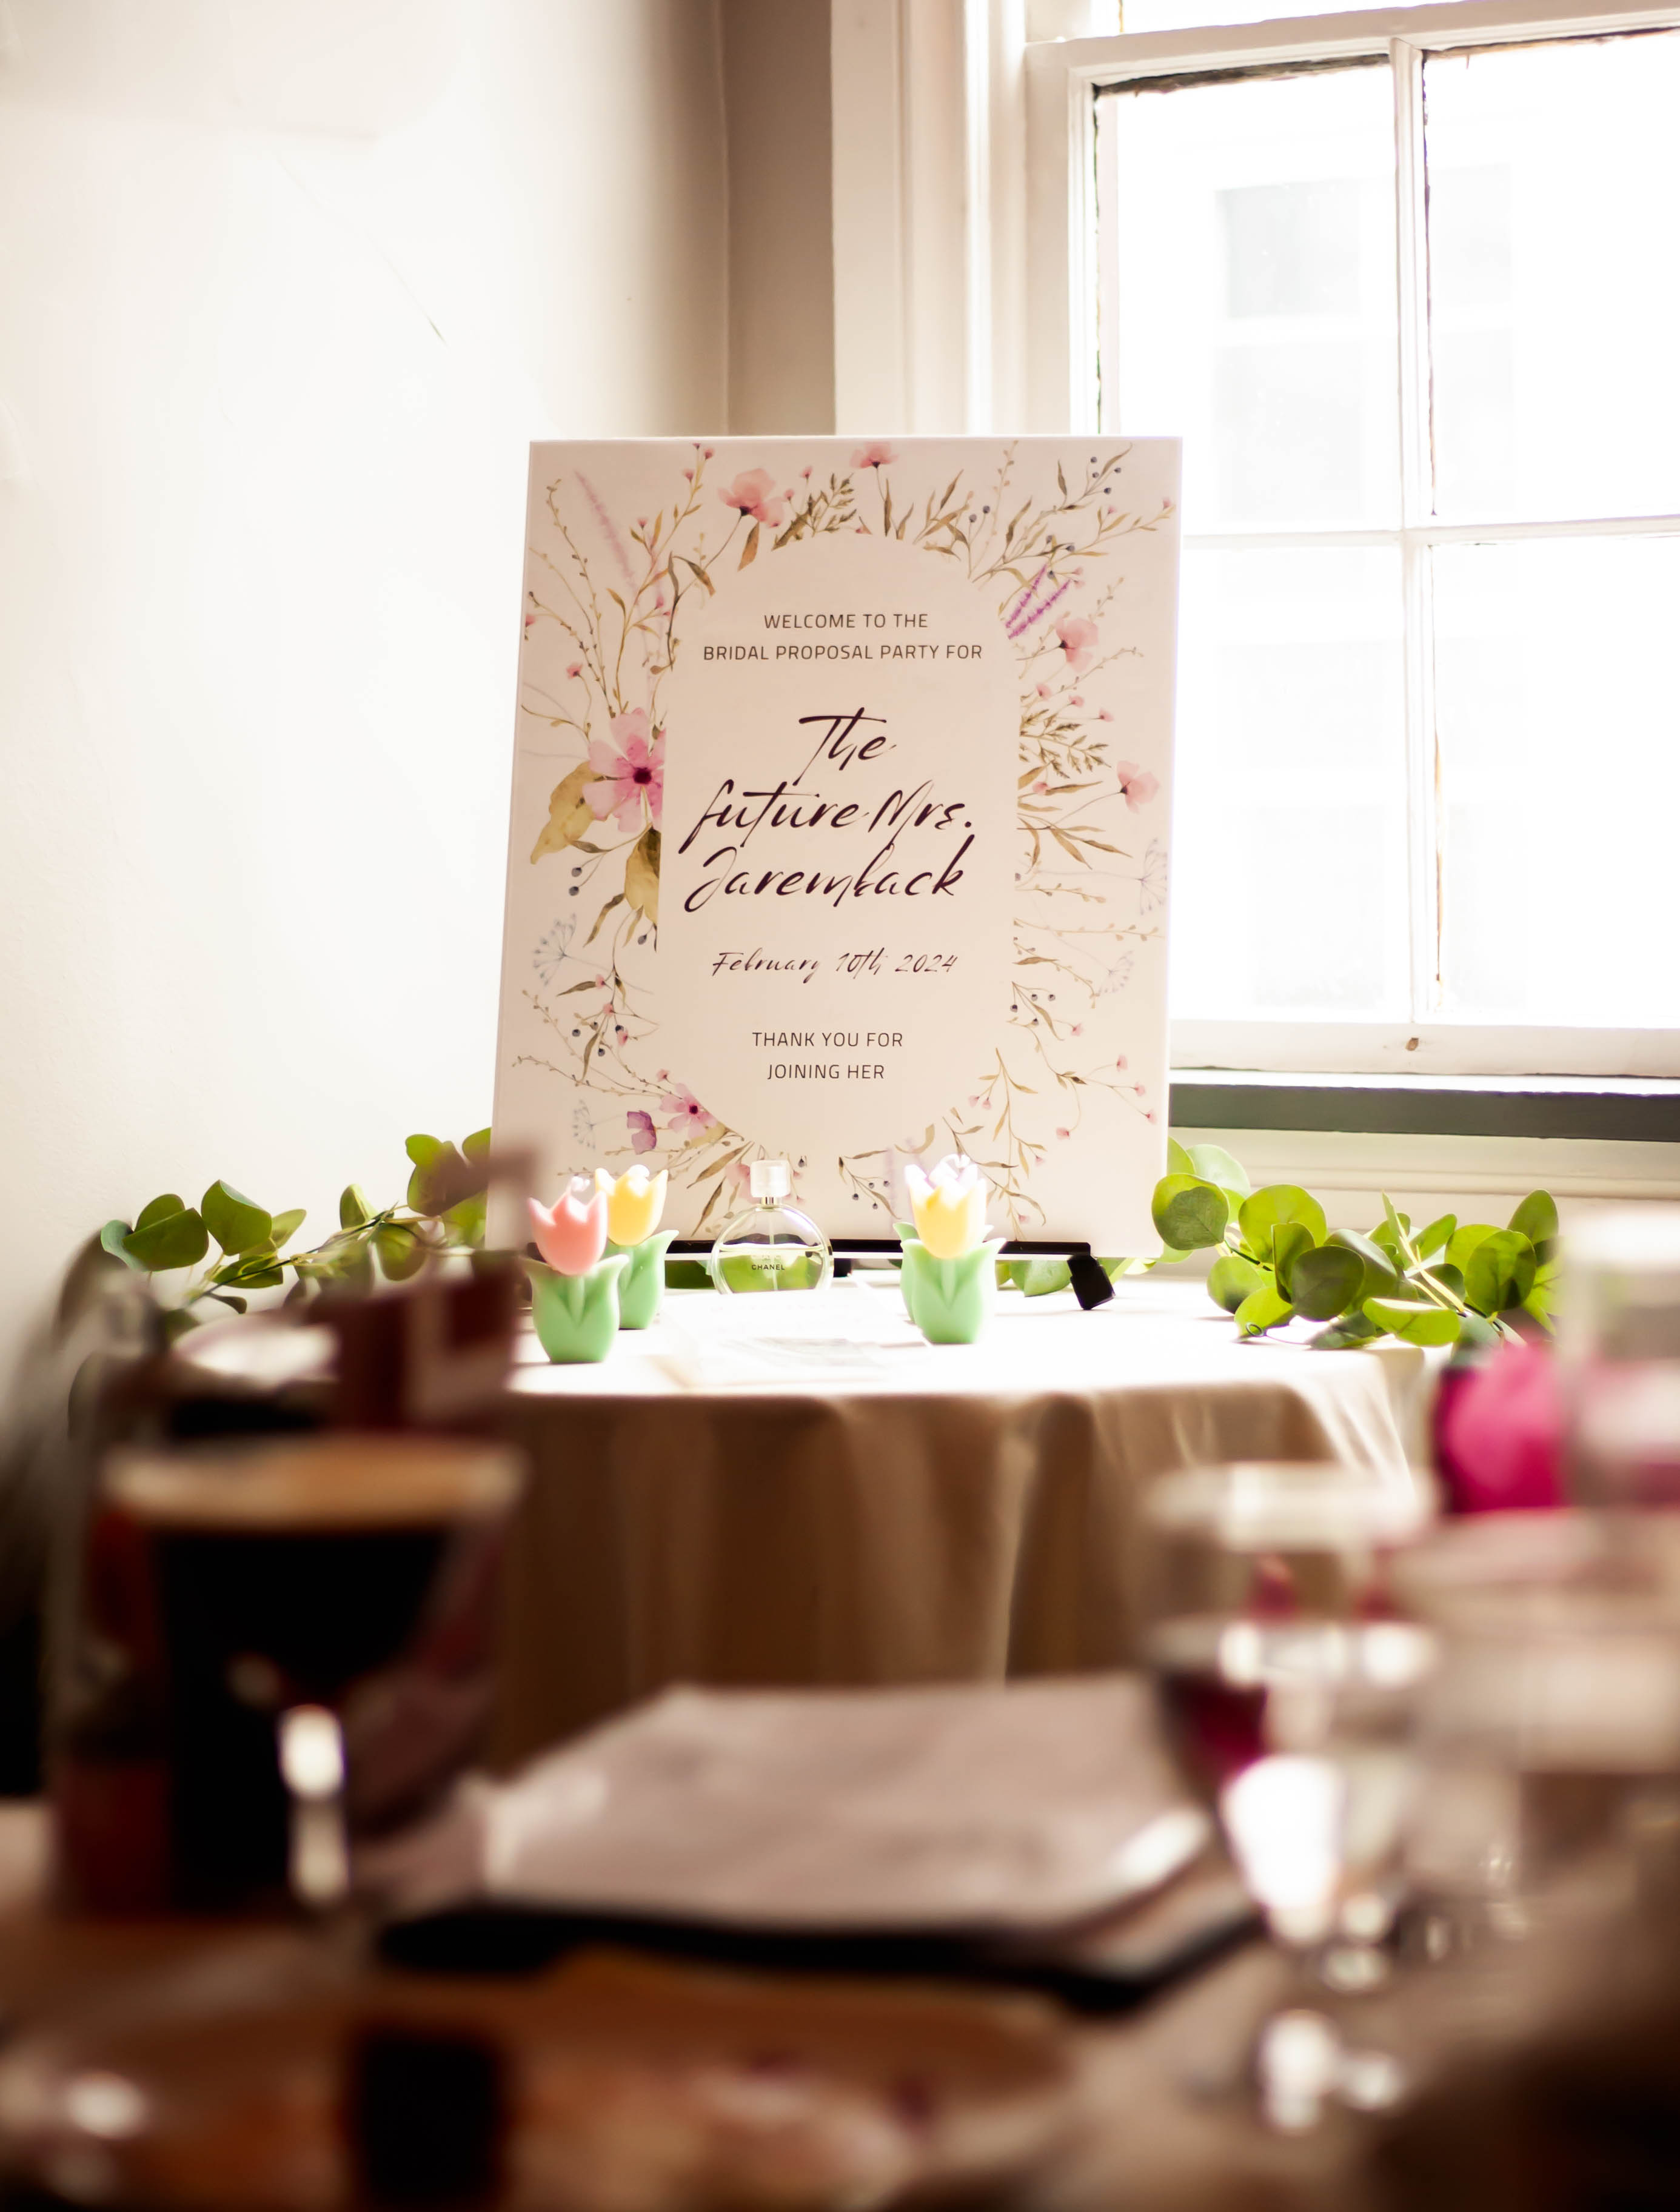 WELCOME TO THE
BRIDAL PROPOSAL PARTY FOR
The
future Mrs.
Jaremback
February 10th 2024
THANK YOU FOR
JOINING HER
CHANEL